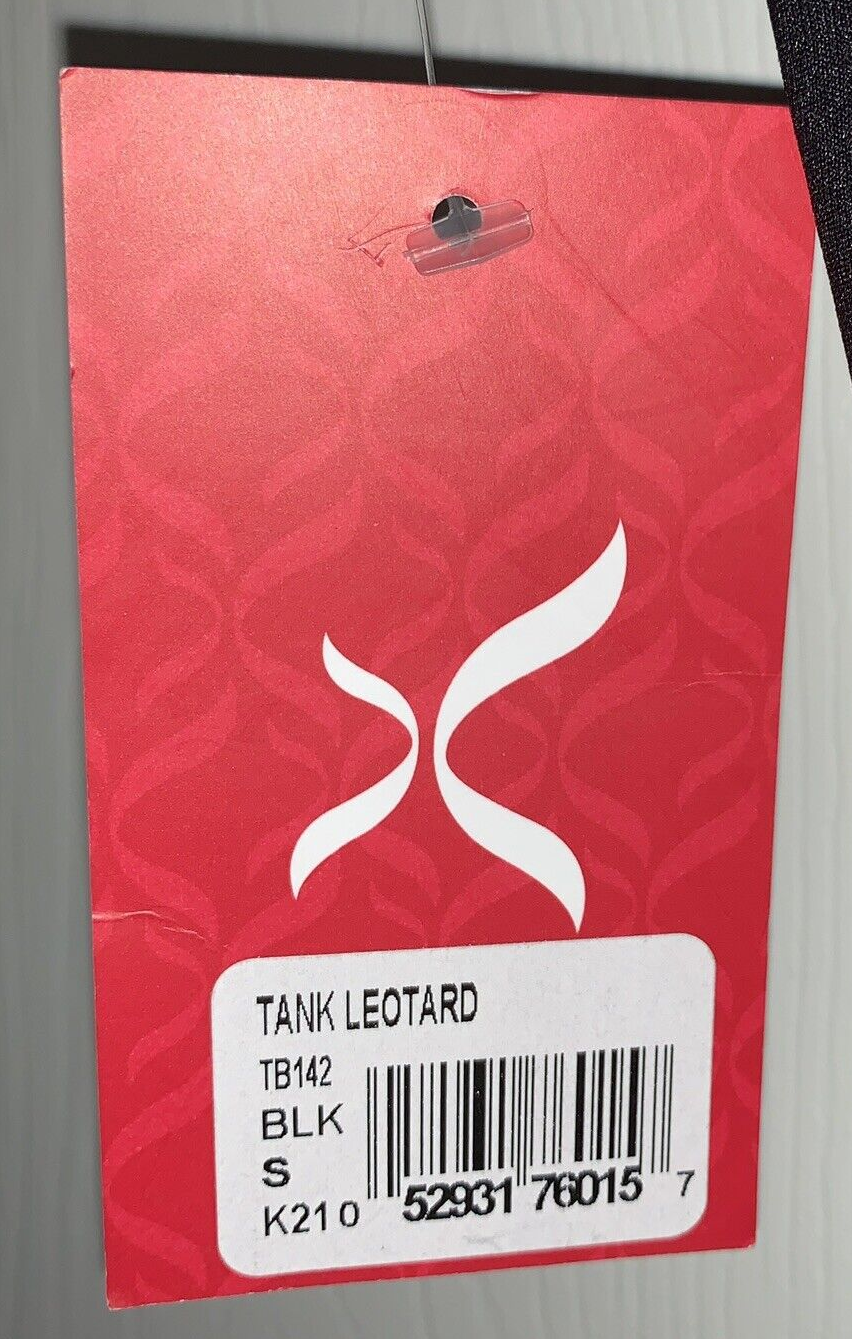 TANK LEOTARD
TB142
BLK
S
K21 0 52931 76015 7